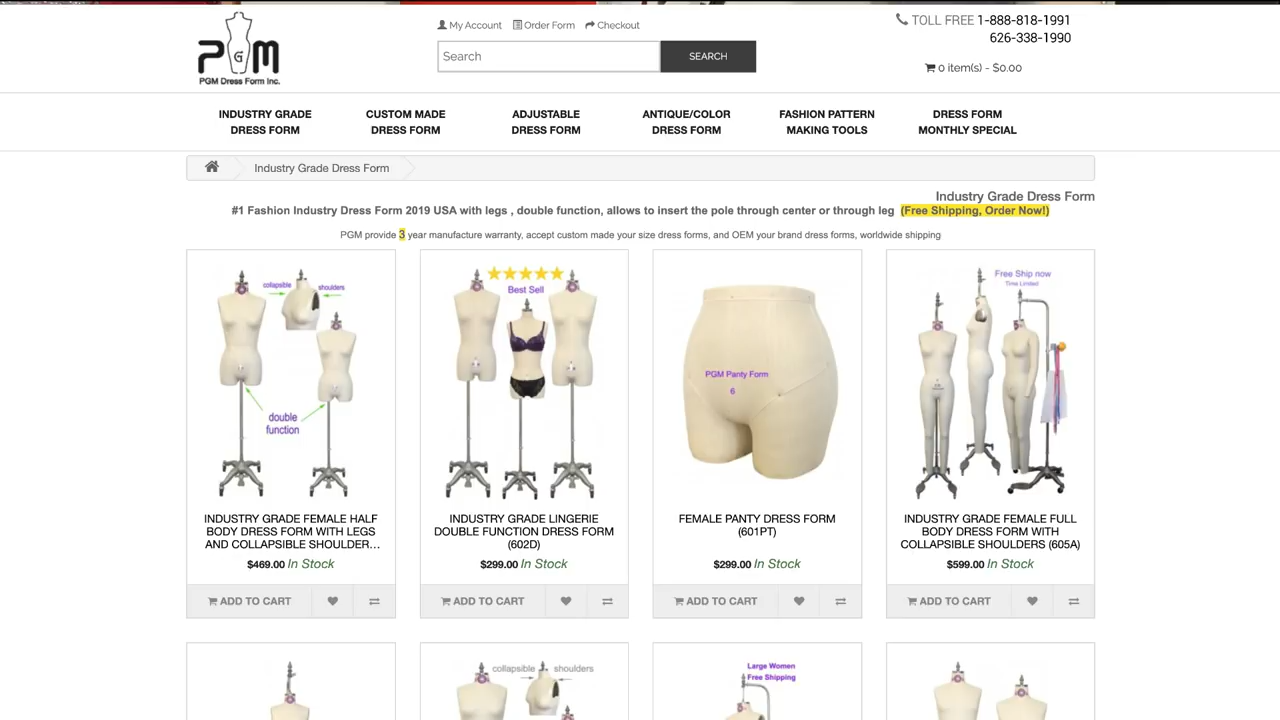 PGM
PGM Dress Form Inc.
My Account Order Form Checkout
Search SEARCH
TOLL FREE 1-888-818-1991
626-338-1990
0 item(s) - $0.00
INDUSTRY GRADE
DRESS FORM
CUSTOM MADE
DRESS FORM
ADJUSTABLE
DRESS FORM
ANTIQUE/COLOR
DRESS FORM
FASHION PATTERN
MAKING TOOLS
DRESS FORM
MONTHLY SPECIAL
Industry Grade Dress Form
Industry Grade Dress Form
#1 Fashion Industry Dress Form 2019 USA with legs , double function, allows to insert the pole through center or through leg (Free Shipping, Order Now!)
PGM provide 3 year manufacture warranty, accept custom made your size dress forms, and OEM your brand dress forms, worldwide shipping
collapsible shoulders
double
function
INDUSTRY GRADE FEMALE HALF
BODY DRESS FORM WITH LEGS
AND COLLAPSIBLE SHOULDER...
$469.00 In Stock
ADD TO CART
Best Sell
INDUSTRY GRADE LINGERIE
DOUBLE FUNCTION DRESS FORM
(602D)
$299.00 In Stock
ADD TO CART
PGM Panty Form
6
FEMALE PANTY DRESS FORM
(601PT)
$299.00 In Stock
ADD TO CART
Free Ship now
Time Limited
INDUSTRY GRADE FEMALE FULL
BODY DRESS FORM WITH
COLLAPSIBLE SHOULDERS (605A)
$599.00 In Stock
ADD TO CART
collapsible shoulders
Large Women
Free Shipping